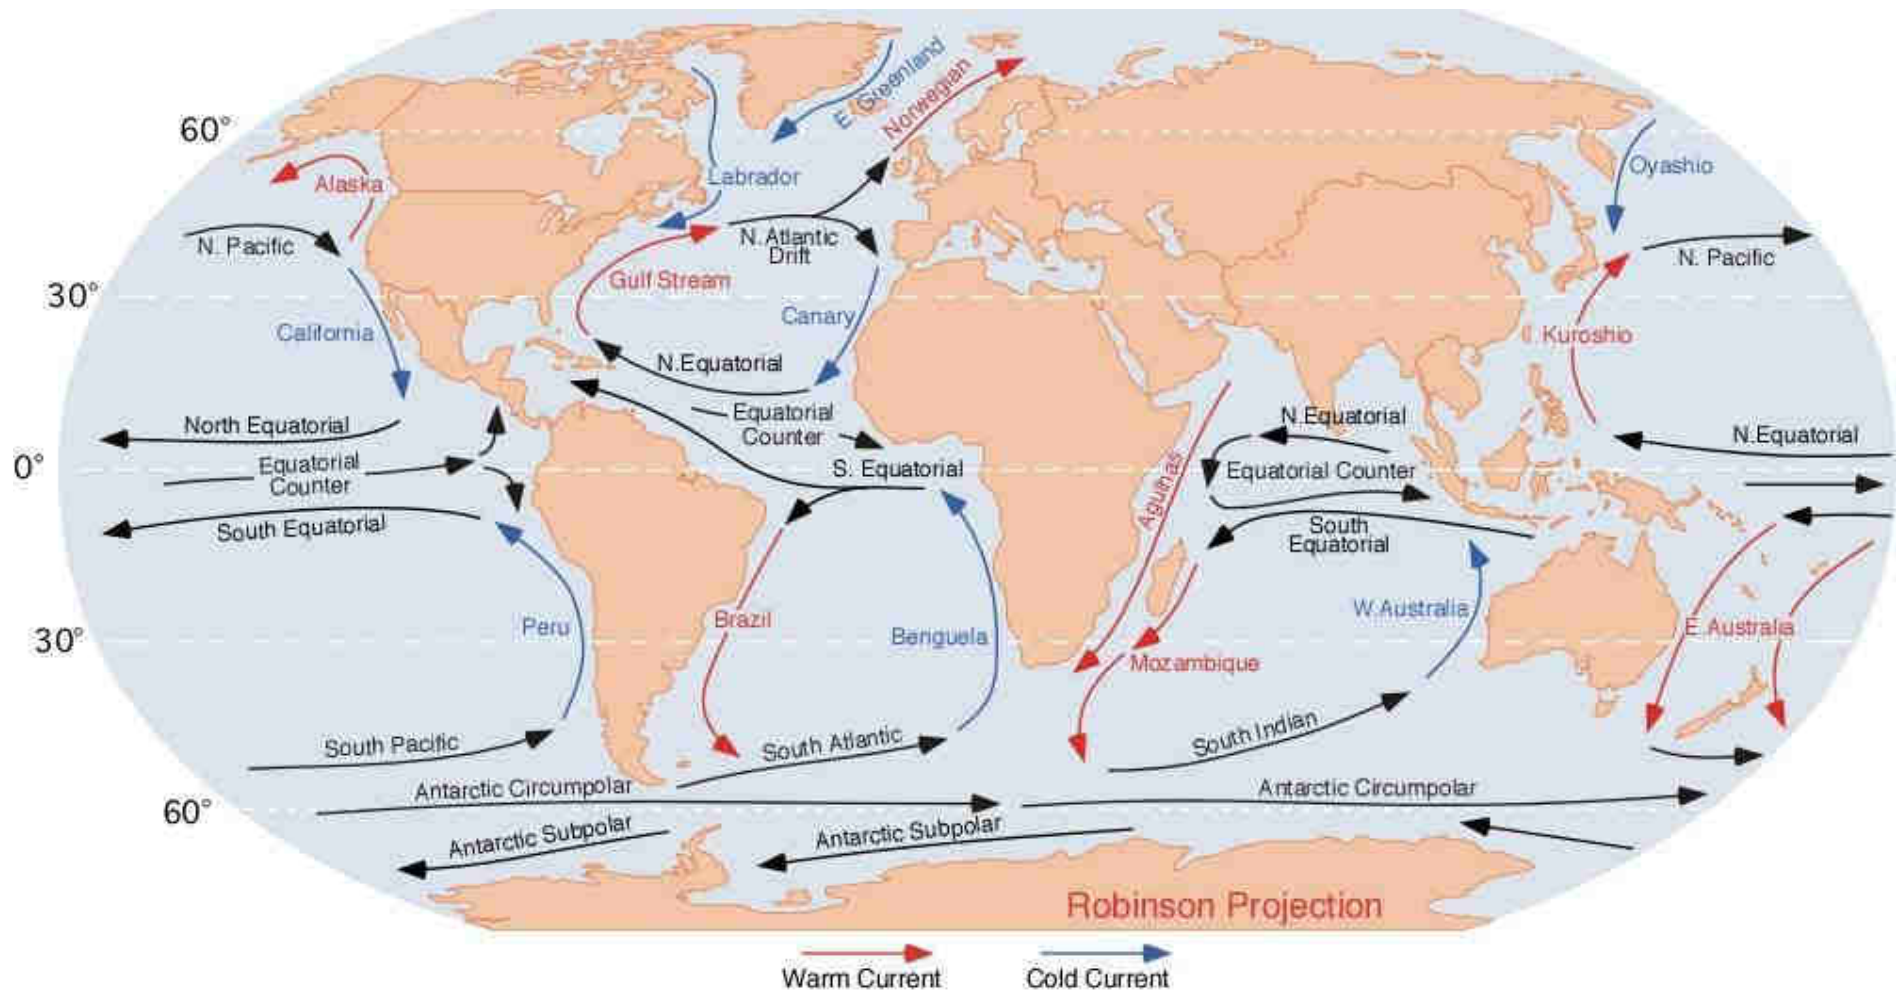 E. Greenland
Norwegian
60°
Alaska
Labrador
Oyashio
N. Pacific
N. Atlantic
Drift
N. Pacific
30°
Gulf Stream
California
Canary
Kuroshio
N. Equatorial
North Equatorial
Equatorial
Counter
N. Equatorial
N. Equatorial
0°
Equatorial
Counter
S. Equatorial
Equatorial Counter
Aguinas
South Equatorial
South
Equatorial
30°
Peru
Brazil
Benguela
Mozambique
W. Australia
E. Australia
South Pacific
South Atlantic
South Indian
Antarctic Circumpolar
Antarctic Circumpolar
60°
Antarctic Subpolar
Antarctic Subpolar
Robinson Projection
Warm Current
Cold Current